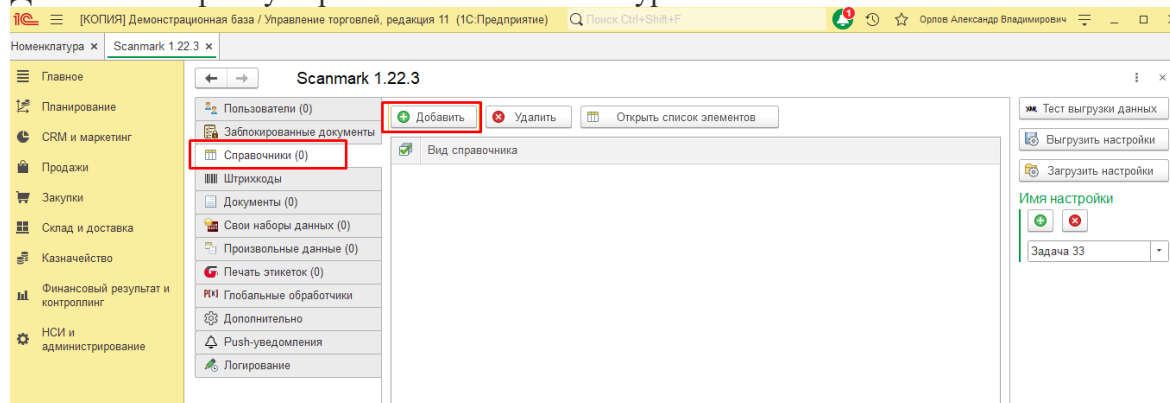 [КОПИЯ] Демонстрационная база / Управление торговлей, редакция 11 (1С:Предприятие)
Поиск Ctrl+Shift+F
Орлов Александр Владимирович
Номенклатура ×
Scanmark 1.22.3 ×
Главное
Планирование
CRM и маркетинг
Продажи
Закупки
Склад и доставка
Казначейство
Финансовый результат и
контроллинг
НСИ и
администрирование
Scanmark 1.22.3
Пользователи (0)
Заблокированные документы
Справочники (0)
Штрихкоды
Документы (0)
Свои наборы данных (0)
Произвольные данные (0)
Печать этикеток (0)
Глобальные обработчики
Дополнительно
Push-уведомления
Логирование
Добавить
Удалить
Открыть список элементов
Вид справочника
Тест выгрузки данных
Выгрузить настройки
Загрузить настройки
Имя настройки
Задача 33